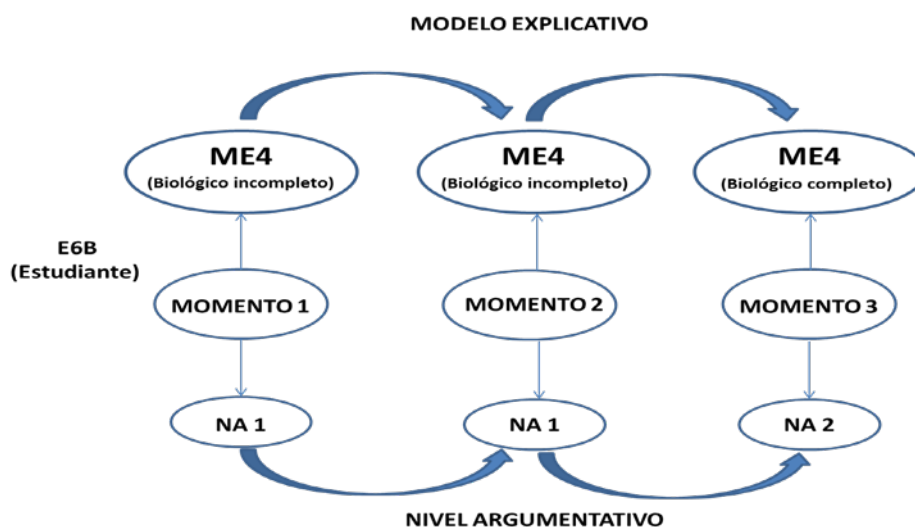 MODELO EXPLICATIVO
ME4
(Biológico incompleto)
ME4
(Biológico incompleto)
ME4
(Biológico completo)
E6B
(Estudiante)
MOMENTO 1
MOMENTO 2
MOMENTO 3
NA 1
NA 1
NA 2
NIVEL ARGUMENTATIVO